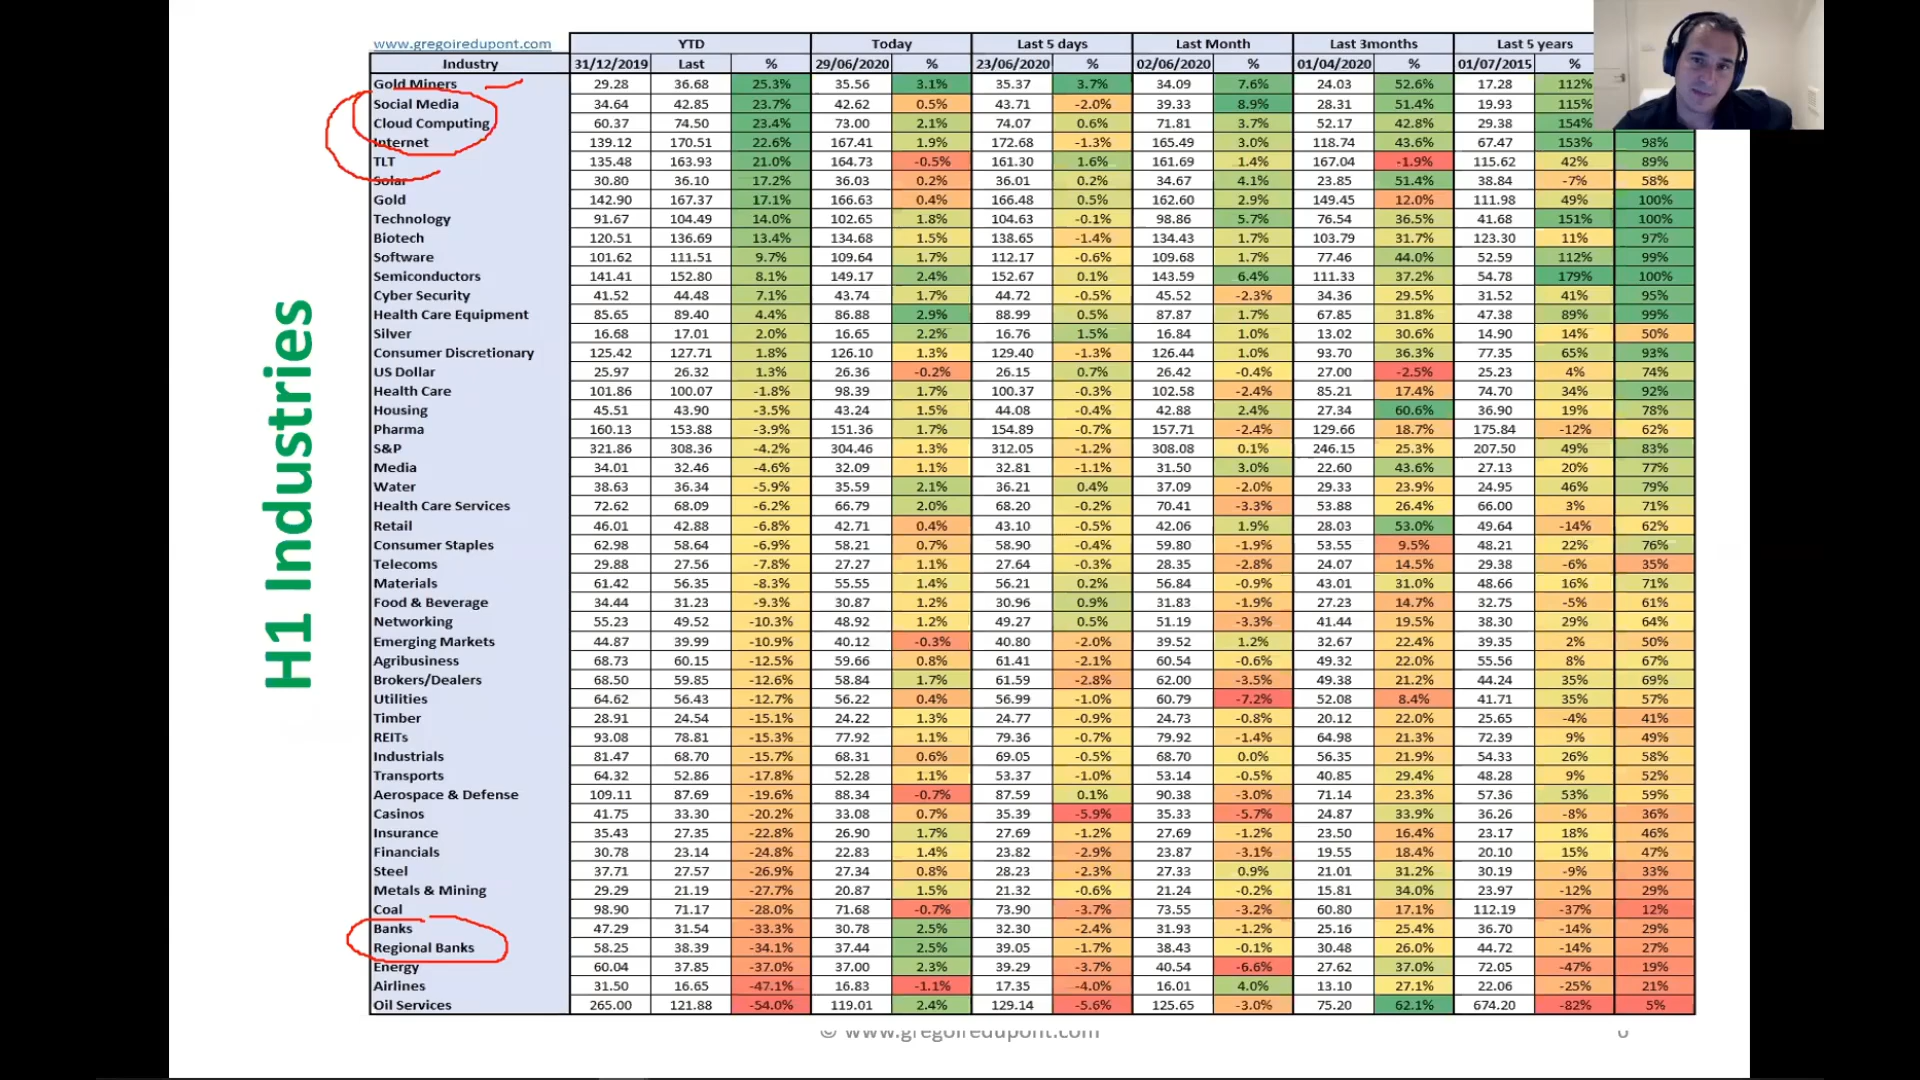 www.gregoiredupont.com YTD Today Last 5 days Last Month Last 3months Last 5 years
Industry 31/12/2019 Last % 29/06/2020 % 23/06/2020 % 02/06/2020 % 01/04/2020 % 01/07/2015 %
Gold Miners 29.28 36.68 25.3% 35.56 3.1% 35.37 3.7% 34.09 7.6% 24.03 52.6% 17.28 112%
Social Media 34.64 42.85 23.7% 42.62 0.5% 43.71 -2.0% 39.33 8.9% 28.31 51.4% 19.93 115%
Cloud Computing 60.37 74.50 23.4% 73.00 2.1% 74.07 0.6% 71.81 3.7% 52.17 42.8% 29.38 154%
Internet 139.12 170.51 22.6% 167.41 1.9% 172.68 -1.3% 165.49 3.0% 118.74 43.6% 67.47 153% 98%
TLT 135.48 163.93 21.0% 164.73 -0.5% 161.30 1.6% 161.69 1.4% 167.04 -1.9% 115.62 42% 89%
Solar 30.80 36.10 17.2% 36.03 0.2% 36.01 0.2% 34.67 4.1% 23.85 51.4% 38.84 -7% 58%
Gold 142.90 167.37 17.1% 166.63 0.4% 166.48 0.5% 162.60 2.9% 149.45 12.0% 111.98 49% 100%
Technology 91.67 104.49 14.0% 102.65 1.8% 104.63 -0.1% 98.86 5.7% 76.54 36.5% 41.68 151% 100%
Biotech 120.51 136.69 13.4% 134.68 1.5% 138.65 -1.4% 134.43 1.7% 103.79 31.7% 123.30 11% 97%
Software 101.62 111.51 9.7% 109.64 1.7% 112.17 -0.6% 109.68 1.7% 77.46 44.0% 52.59 112% 99%
Semiconductors 141.41 152.80 8.1% 149.17 2.4% 152.67 0.1% 143.59 6.4% 111.33 37.2% 54.78 179% 100%
Cyber Security 41.52 44.48 7.1% 43.74 1.7% 44.72 -0.5% 45.52 -2.3% 34.36 29.5% 31.52 41% 95%
Health Care Equipment 85.65 89.40 4.4% 86.88 2.9% 88.99 0.5% 87.87 1.7% 67.85 31.8% 47.38 89% 99%
Silver 16.68 17.01 2.0% 16.65 2.2% 16.76 1.5% 16.84 1.0% 13.02 30.6% 14.90 14% 50%
Consumer Discretionary 125.42 127.71 1.8% 126.10 1.3% 129.40 -1.3% 126.44 1.0% 93.70 36.3% 77.35 65% 93%
US Dollar 25.97 26.32 1.3% 26.36 -0.2% 26.15 0.7% 26.42 -0.4% 27.00 -2.5% 25.23 4% 74%
Health Care 101.86 100.07 -1.8% 98.39 1.7% 100.37 -0.3% 102.58 -2.4% 85.21 17.4% 74.70 34% 92%
Housing 45.51 43.90 -3.5% 43.24 1.5% 44.08 -0.4% 42.88 2.4% 27.34 60.6% 36.90 19% 78%
Pharma 160.13 153.88 -3.9% 151.36 1.7% 154.89 -0.7% 157.71 -2.4% 129.66 18.7% 175.84 -12% 62%
S&P 321.86 308.36 -4.2% 304.46 1.3% 312.05 -1.2% 308.08 0.1% 246.15 25.3% 207.50 49% 83%
Media 34.01 32.46 -4.6% 32.09 1.1% 32.81 -1.1% 31.50 3.0% 22.60 43.6% 27.13 20% 77%
Water 38.63 36.34 -5.9% 35.59 2.1% 36.21 0.4% 37.09 -2.0% 29.33 23.9% 24.95 46% 79%
Health Care Services 72.62 68.09 -6.2% 66.79 2.0% 68.20 -0.2% 70.41 -3.3% 53.88 26.4% 66.00 3% 71%
Retail 46.01 42.88 -6.8% 42.71 0.4% 43.10 -0.5% 42.06 1.9% 28.03 53.0% 49.64 -14% 62%
Consumer Staples 62.98 58.64 -6.9% 58.21 0.7% 58.90 -0.4% 59.80 -1.9% 53.55 9.5% 48.21 22% 76%
Telecoms 29.88 27.56 -7.8% 27.27 1.1% 27.64 -0.3% 28.35 -2.8% 24.07 14.5% 29.38 -6% 35%
Materials 61.42 56.35 -8.3% 55.55 1.4% 56.21 0.2% 56.84 -0.9% 43.01 31.0% 48.66 16% 71%
Food & Beverage 34.44 31.23 -9.3% 30.87 1.2% 30.96 0.9% 31.83 -1.9% 27.23 14.7% 32.75 -5% 61%
Networking 55.23 49.52 -10.3% 48.92 1.2% 49.27 0.5% 51.19 -3.3% 41.44 19.5% 38.30 29% 64%
Emerging Markets 44.87 39.99 -10.9% 40.12 -0.3% 40.80 -2.0% 39.52 1.2% 32.67 22.4% 39.35 2% 50%
Agribusiness 68.73 60.15 -12.5% 59.66 0.8% 61.41 -2.1% 60.54 -0.6% 49.32 22.0% 55.56 8% 67%
Brokers/Dealers 68.50 59.85 -12.6% 58.84 1.7% 61.59 -2.8% 62.00 -3.5% 49.38 21.2% 44.24 35% 69%
Utilities 64.62 56.43 -12.7% 56.22 0.4% 56.99 -1.0% 60.79 -7.2% 52.08 8.4% 41.71 35% 57%
Timber 28.91 24.54 -15.1% 24.22 1.3% 24.77 -0.9% 24.73 -0.8% 20.12 22.0% 25.65 -4% 41%
REITs 93.08 78.81 -15.3% 77.92 1.1% 79.36 -0.7% 79.92 -1.4% 64.98 21.3% 72.39 9% 49%
Industrials 81.47 68.70 -15.7% 68.31 0.6% 69.05 -0.5% 68.70 0.0% 56.35 21.9% 54.33 26% 58%
Transports 64.32 52.86 -17.8% 52.28 1.1% 53.37 -1.0% 53.14 -0.5% 40.85 29.4% 48.28 9% 52%
Aerospace & Defense 109.11 87.69 -19.6% 88.34 -0.7% 87.59 0.1% 90.38 -3.0% 71.14 23.3% 57.36 53% 59%
Casinos 41.75 33.30 -20.2% 33.08 0.7% 35.39 -5.9% 35.33 -5.7% 24.87 33.9% 36.26 -8% 36%
Insurance 35.43 27.35 -22.8% 26.90 1.7% 27.69 -1.2% 27.69 -1.2% 23.50 16.4% 23.17 18% 46%
Financials 30.78 23.14 -24.8% 22.83 1.4% 23.82 -2.9% 23.87 -3.1% 19.55 18.4% 20.10 15% 47%
Steel 37.71 27.57 -26.9% 27.34 0.8% 28.23 -2.3% 27.33 0.9% 21.01 31.2% 30.19 -9% 33%
Metals & Mining 29.29 21.19 -27.7% 20.87 1.5% 21.32 -0.6% 21.24 -0.2% 15.81 34.0% 23.97 -12% 29%
Coal 98.90 71.17 -28.0% 71.68 -0.7% 73.90 -3.7% 73.55 -3.2% 60.80 17.1% 112.19 -37% 12%
Banks 47.29 31.54 -33.3% 30.78 2.5% 32.30 -2.4% 31.93 -1.2% 25.16 25.4% 36.70 -14% 29%
Regional Banks 58.25 38.39 -34.1% 37.44 2.5% 39.05 -1.7% 38.43 -0.1% 30.48 26.0% 44.72 -14% 27%
Energy 60.04 37.85 -37.0% 37.00 2.3% 39.29 -3.7% 40.54 -6.6% 27.62 37.0% 72.05 -47% 19%
Airlines 31.50 16.65 -47.1% 16.83 -1.1% 17.35 -4.0% 16.01 4.0% 13.10 27.1% 22.06 -25% 21%
Oil Services 265.00 121.88 -54.0% 119.01 2.4% 129.14 -5.6% 125.65 -3.0% 75.20 62.1% 674.20 -82% 5%
H1 Industries
© www.gregoiredupont.com